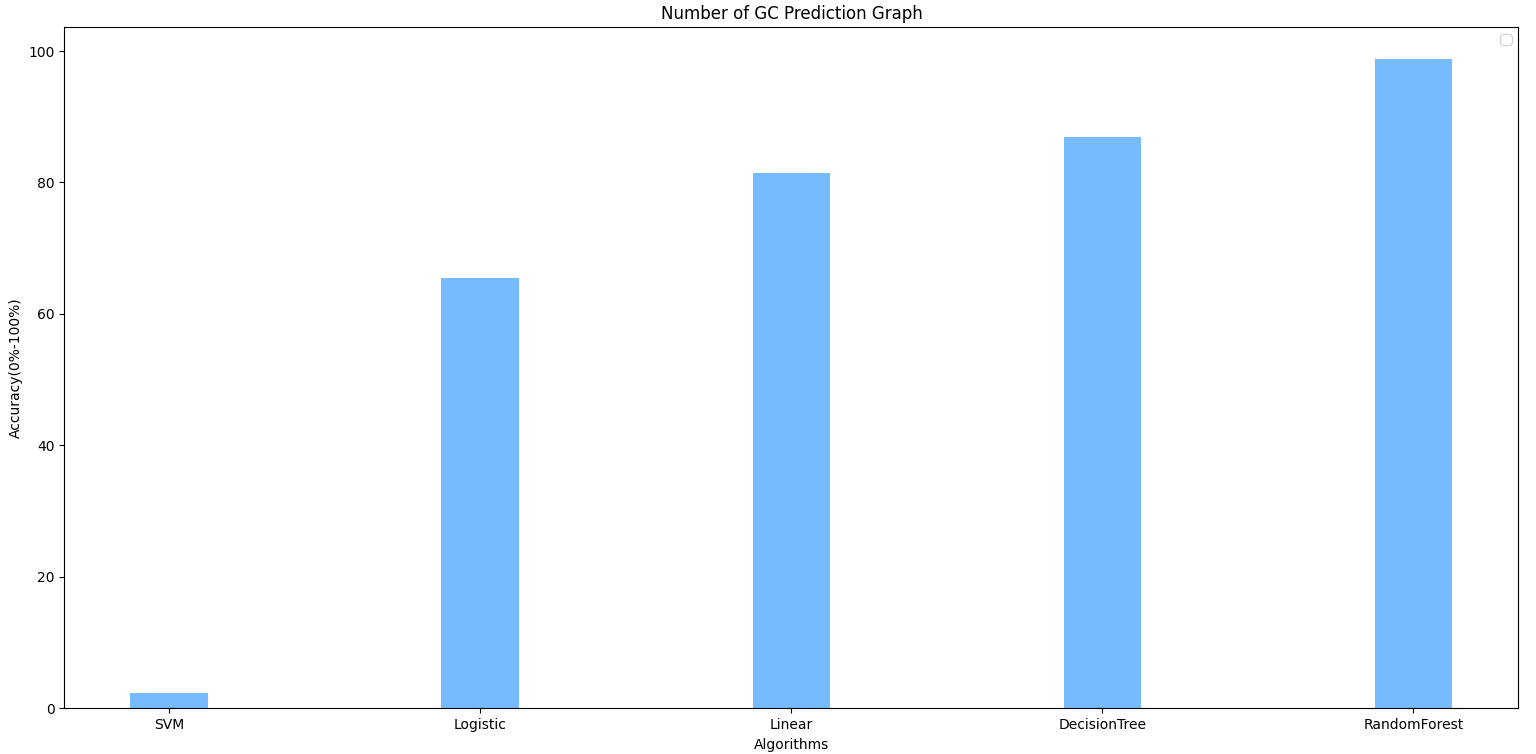 Number of GC Prediction Graph
100
80
60
40
20
0
Accuracy(0%-100%)
SVM
Logistic
Linear
DecisionTree
RandomForest
Algorithms